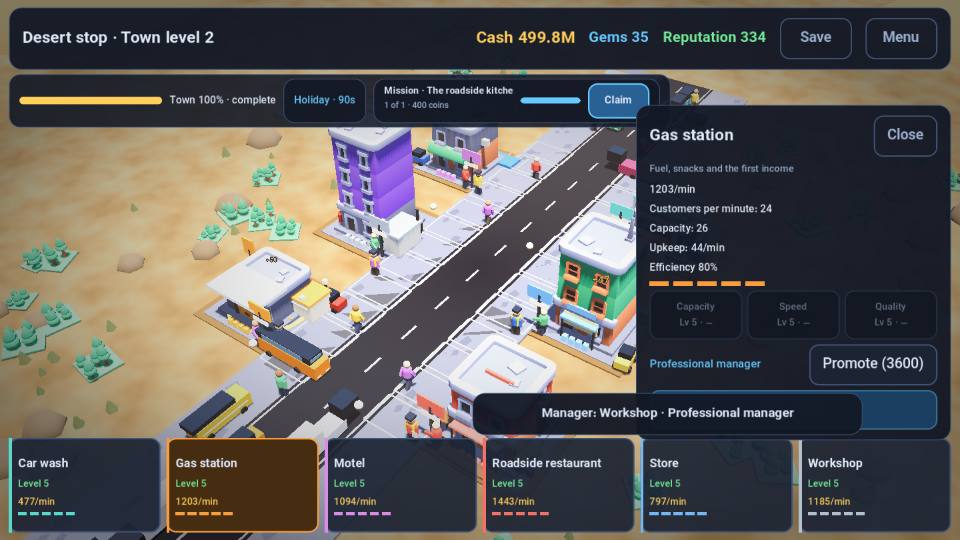 Desert stop · Town level 2
Cash 499.8M
Gems 35
Reputation 334
Save
Menu
Town 100% · complete
Holiday · 90s
Mission · The roadside kitche
1 of 1 · 400 coins
Claim
Gas station
Close
Fuel, snacks and the first income
1203/min
Customers per minute: 24
Capacity: 26
Upkeep: 44/min
Efficiency 80%
Capacity
Lv 5 · –
Speed
Lv 5 · –
Quality
Lv 5 · –
Professional manager
Promote (3600)
Manager: Workshop · Professional manager
Car wash
Level 5
477/min
Gas station
Level 5
1203/min
Motel
Level 5
1094/min
Roadside restaurant
Level 5
1443/min
Store
Level 5
797/min
Workshop
Level 5
1185/min